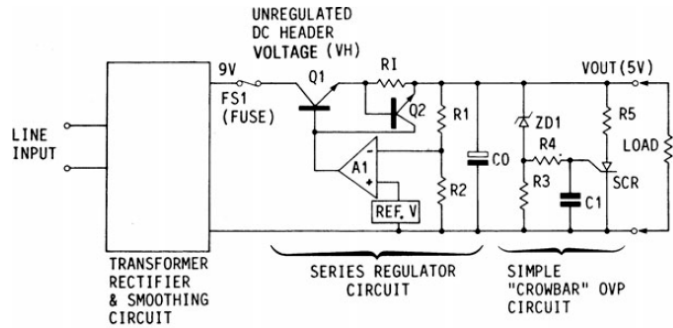 UNREGULATED
DC HEADER
VOLTAGE (VH)
9V
FS1
(FUSE)
Q1
RI
Q2
VOUT (5V)
LINE
INPUT
A1
-
+
REF. V
R1
R2
C0
ZD1
R4
R3
C1
R5
SCR
LOAD
TRANSFORMER
RECTIFIER
& SMOOTHING
CIRCUIT
SERIES REGULATOR
CIRCUIT
SIMPLE
"CROWBAR" OVP
CIRCUIT